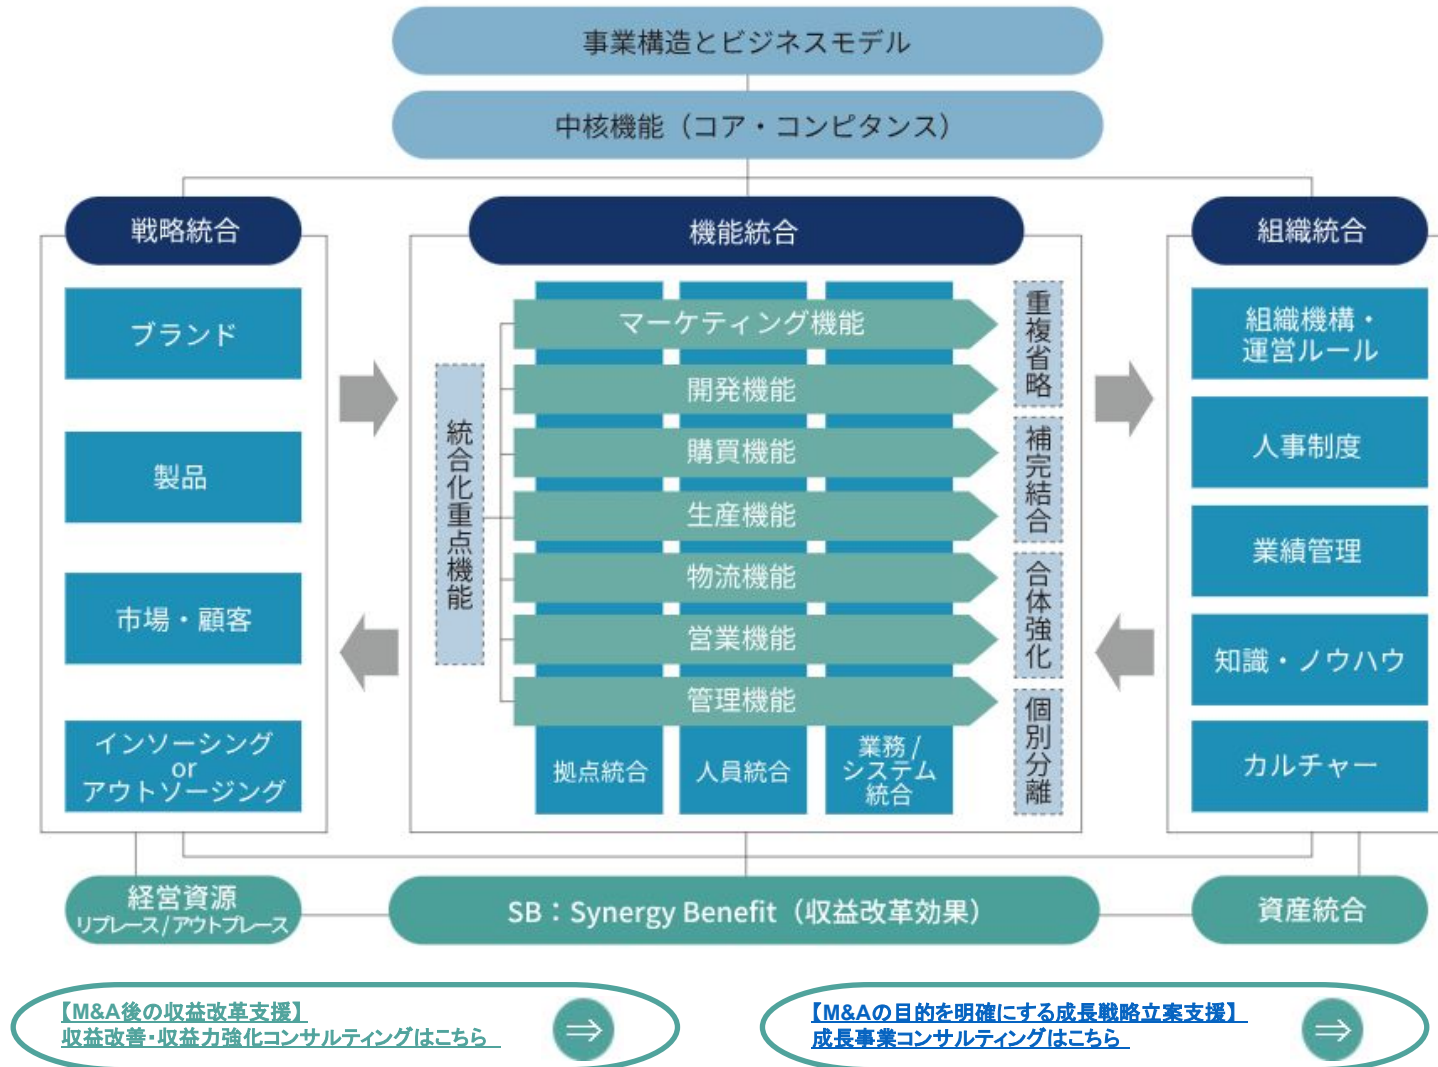 事業構造とビジネスモデル
中核機能（コア・コンピタンス）
戦略統合
ブランド
製品
市場・顧客
インソーシング
or
アウトソージング
機能統合
統合化重点機能
マーケティング機能
開発機能
購買機能
生産機能
物流機能
営業機能
管理機能
拠点統合
人員統合
業務 /
システム
統合
重複省略
補完結合
合体強化
個別分離
組織統合
組織機構・
運営ルール
人事制度
業績管理
知識・ノウハウ
カルチャー
経営資源
リプレース/アウトプレース
SB：Synergy Benefit（収益改革効果）
資産統合
【M&A後の収益改革支援】
収益改善・収益力強化コンサルティングはこちら
【M&Aの目的を明確にする成長戦略立案支援】
成長事業コンサルティングはこちら